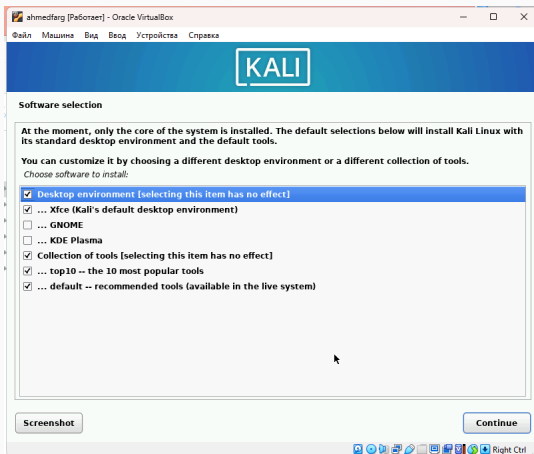 ahmedfarg [Работает] - Oracle VirtualBox
Файл Машина Вид Ввод Устройства Справка
KALI
Software selection
At the moment, only the core of the system is installed. The default selections below will install Kali Linux with
its standard desktop environment and the default tools.
You can customize it by choosing a different desktop environment or a different collection of tools.
Choose software to install:
Desktop environment [selecting this item has no effect]
... Xfce (Kali's default desktop environment)
... GNOME
... KDE Plasma
Collection of tools [selecting this item has no effect]
... top10 -- the 10 most popular tools
... default -- recommended tools (available in the live system)
Screenshot
Continue
Right Ctrl